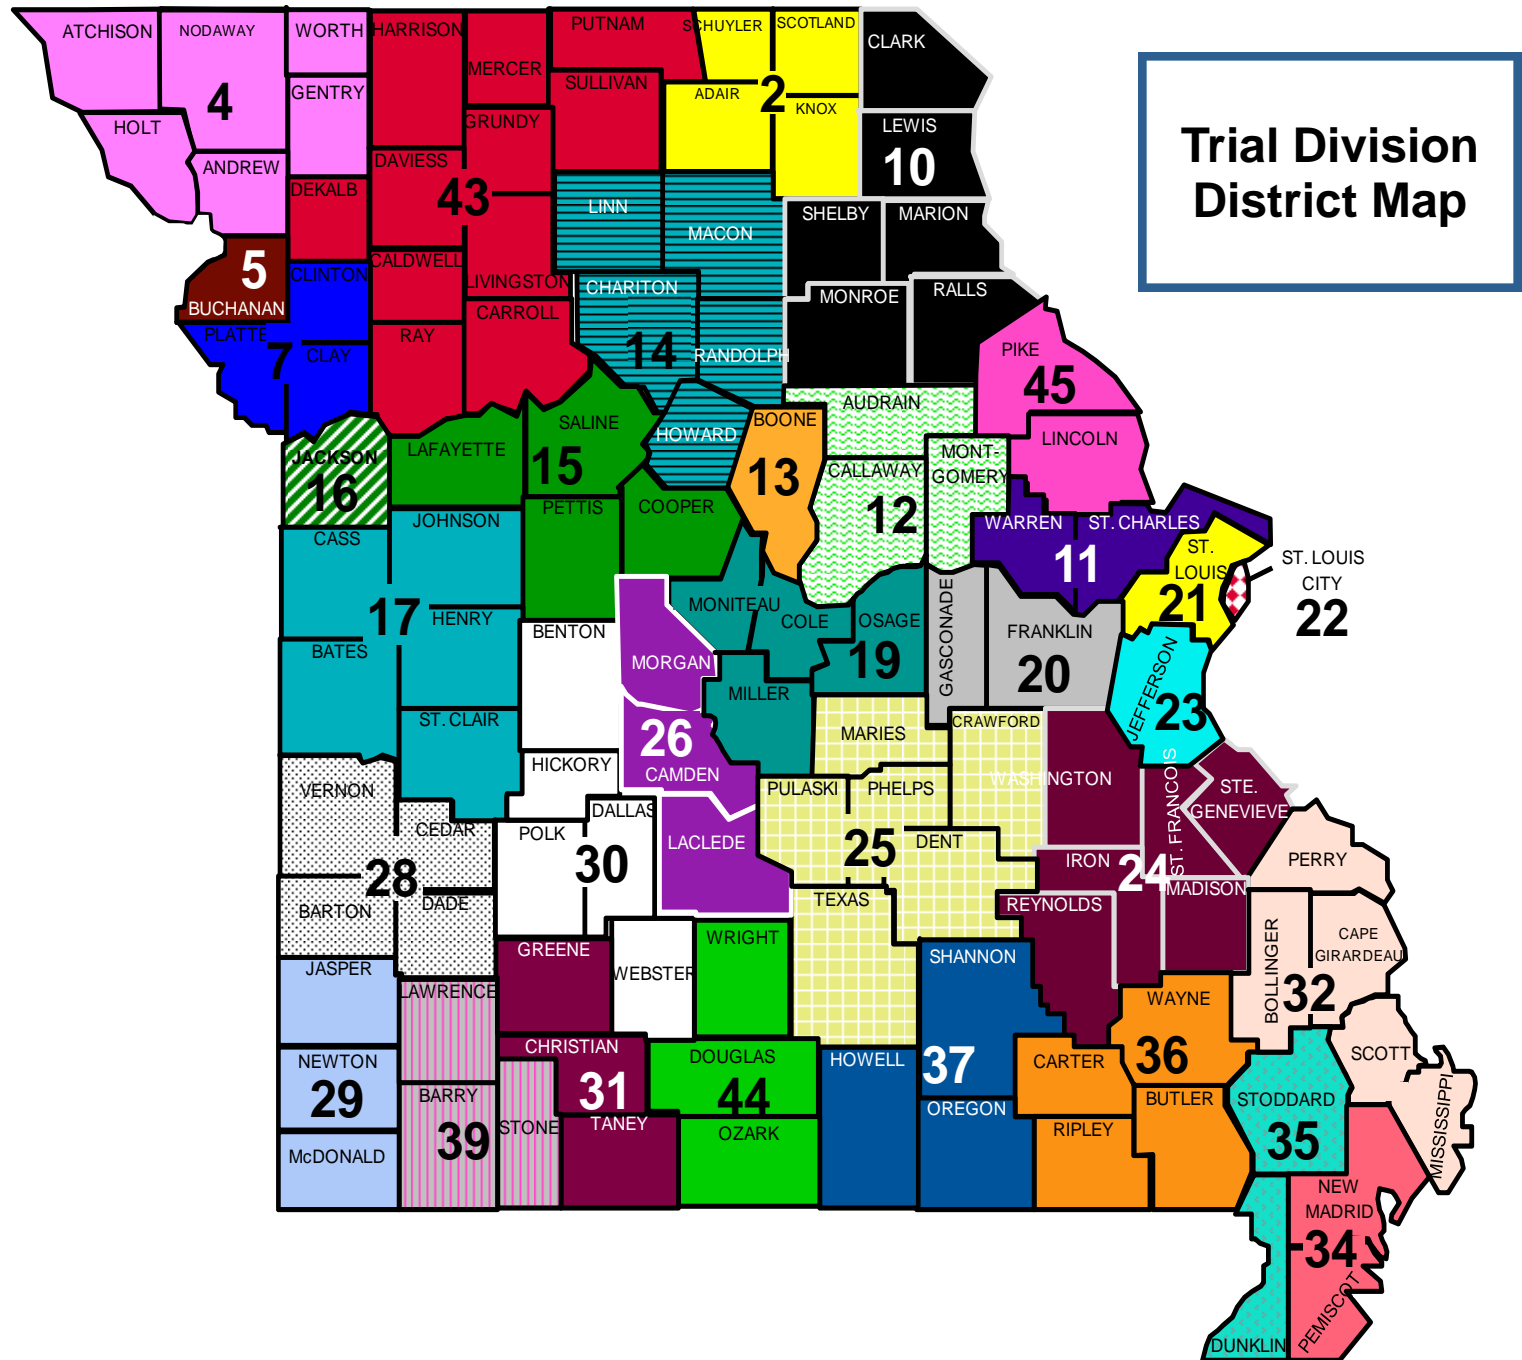 Trial Division
District Map
ATCHISON
NODAWAY
WORTH
HARRISON
MERCER
PUTNAM
SCHUYLER
SCOTLAND
CLARK
SULLIVAN
ADAIR
2
KNOX
GENTRY
4
HOLT
GRUNDY
LEWIS
10
ANDREW
DAVIESS
DEKALB
43
LINN
MACON
SHELBY
MARION
5
BUCHANAN
CLINTON
CALDWELL
LIVINGSTON
CHARITON
MONROE
RALLS
CARROLL
PLATTE
7
CLAY
RAY
14
RANDOLPH
PIKE
45
AUDRAIN
LINCOLN
SALINE
15
HOWARD
BOONE
13
LAFAYETTE
JACKSON
16
CALLAWAY
12
MONT-
GOMERY
PETTIS
COOPER
JOHNSON
CASS
WARREN
ST. CHARLES
11
ST.
LOUIS
21
ST. LOUIS
CITY
22
17
HENRY
BENTON
MONITEAU
COLE
OSAGE
19
GASCONADE
FRANKLIN
20
BATES
MORGAN
MILLER
JEFFERSON
23
ST. CLAIR
26
CAMDEN
MARIES
CRAWFORD
HICKORY
VERNON
PULASKI
PHELPS
WASHINGTON
ST. FRANCOIS
STE.
GENEVIEVE
DALLAS
CEDAR
POLK
30
LACLEDE
25
DENT
IRON
24
MADISON
PERRY
28
DADE
BARTON
TEXAS
REYNOLDS
BOLLINGER
CAPE
GIRARDEAU
32
GREENE
WRIGHT
SHANNON
JASPER
WEBSTER
LAWRENCE
WAYNE
36
CHRISTIAN
31
DOUGLAS
44
HOWELL
37
CARTER
SCOTT
NEWTON
29
BARRY
39
STONE
TANEY
OZARK
OREGON
RIPLEY
BUTLER
STODDARD
35
MISSISSIPPI
McDONALD
NEW
MADRID
34
PEMISCOT
DUNKLIN